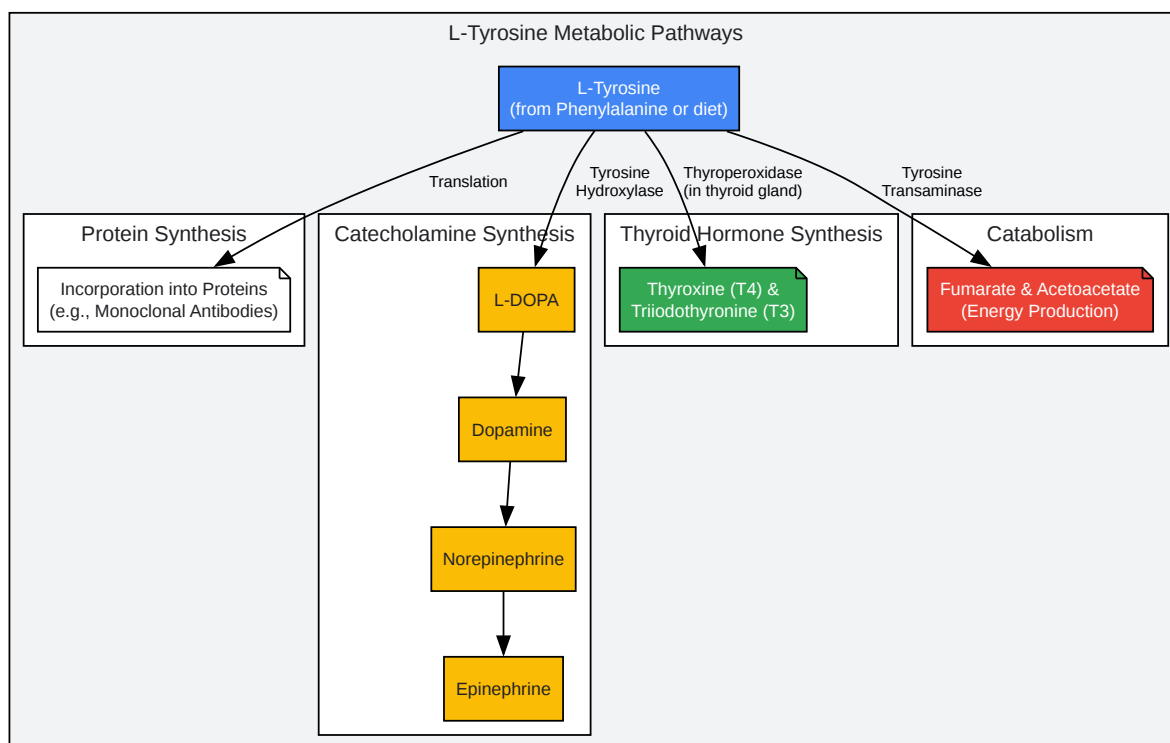 L-Tyrosine Metabolic Pathways
L-Tyrosine
(from Phenylalanine or diet)
Translation
Tyrosine
Hydroxylase
Thyroperoxidase
(in thyroid gland)
Tyrosine
Transaminase
Protein Synthesis
Incorporation into Proteins
(e.g., Monoclonal Antibodies)
Catecholamine Synthesis
L-DOPA
Dopamine
Norepinephrine
Epinephrine
Thyroid Hormone Synthesis
Thyroxine (T4) &
Triiodothyronine (T3)
Catabolism
Fumarate & Acetoacetate
(Energy Production)